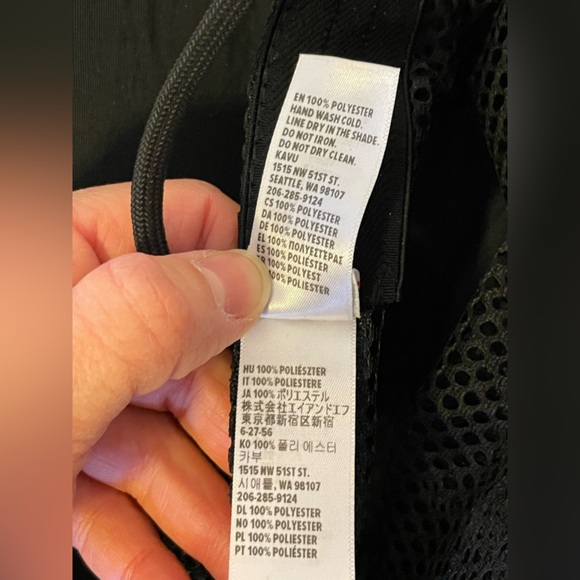 EN 100% POLYESTER
HAND WASH COLD.
LINE DRY IN THE SHADE.
DO NOT IRON.
DO NOT DRY CLEAN.
KAVU
1515 NW 51ST ST.
SEATTLE, WA 98107
206-285-9124
CS 100% POLYESTER
DA 100% POLYESTER
DE 100% POLYESTER
EL 100% ΠΟΛΥΕΣΤΕΡΑΣ
ES 100% POLIÉSTER
100% POLYEST
100% POLIESTER
HU 100% POLIÉSZTER
IT 100% POLIESTERE
JA 100% ポリエステル
株式会社エイアンドエフ
東京都新宿区新宿
6-27-56
KO 100% 폴리 에스터
카부
1515 NW 51ST ST.
시애틀, WA 98107
206-285-9124
DL 100% POLYESTER
NO 100% POLYESTER
PL 100% POLIESTER
PT 100% POLIÉSTER